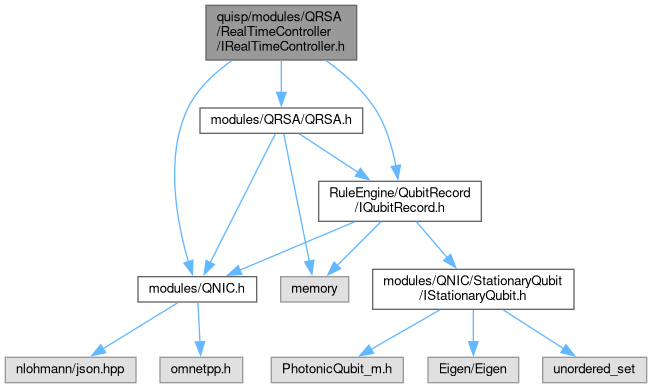 quisp/modules/QRSA
/RealTimeController
/IRealTimeController.h
modules/QRSA/QRSA.h
RuleEngine/QubitRecord
/IQubitRecord.h
modules/QNIC.h
memory
modules/QNIC/StationaryQubit
/IStationaryQubit.h
nlohmann/json.hpp
omnetpp.h
PhotonicQubit_m.h
Eigen/Eigen
unordered_set